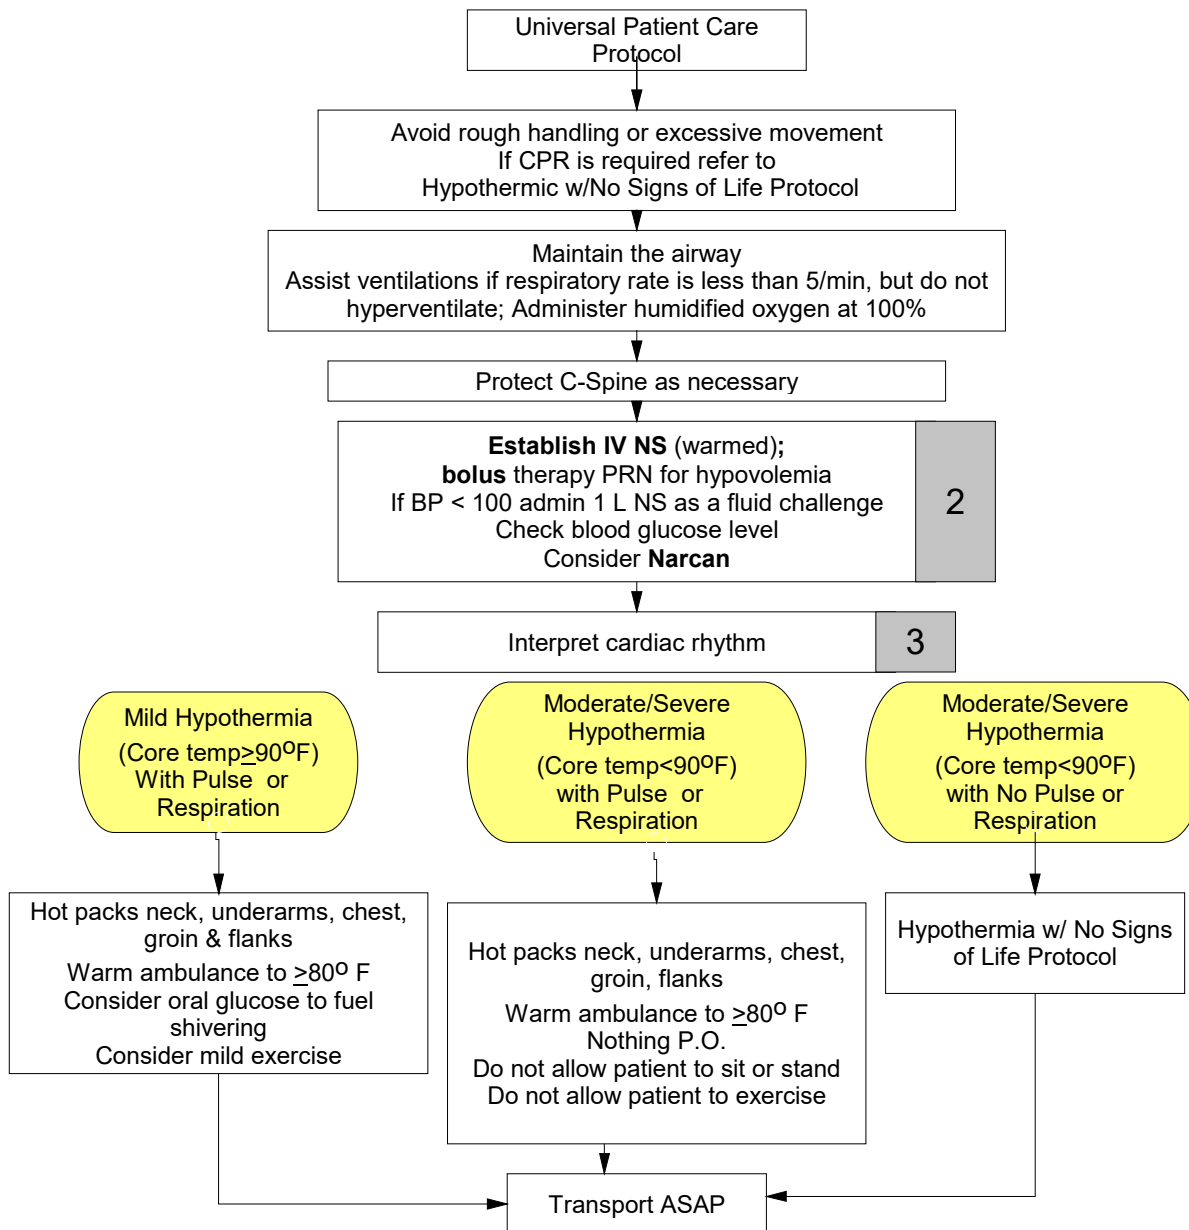 Universal Patient Care
Protocol
Avoid rough handling or excessive movement
If CPR is required refer to
Hypothermic w/No Signs of Life Protocol
Maintain the airway
Assist ventilations if respiratory rate is less than 5/min, but do not
hyperventilate; Administer humidified oxygen at 100%
Protect C-Spine as necessary
Establish IV NS (warmed);
bolus therapy PRN for hypovolemia
If BP < 100 admin 1 L NS as a fluid challenge
Check blood glucose level
Consider Narcan
2
Interpret cardiac rhythm
3
Mild Hypothermia
(Core temp≥90ºF)
With Pulse or
Respiration
Moderate/Severe
Hypothermia
(Core temp<90ºF)
with Pulse or
Respiration
Moderate/Severe
Hypothermia
(Core temp<90ºF)
with No Pulse or
Respiration
Hot packs neck, underarms, chest,
groin & flanks
Warm ambulance to ≥80º F
Consider oral glucose to fuel
shivering
Consider mild exercise
Hot packs neck, underarms, chest,
groin, flanks
Warm ambulance to ≥80º F
Nothing P.O.
Do not allow patient to sit or stand
Do not allow patient to exercise
Hypothermia w/ No Signs
of Life Protocol
Transport ASAP